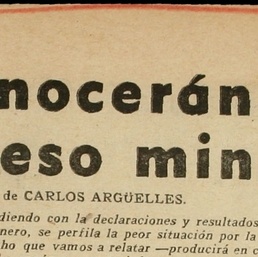 nocerán
eso min
de CARLOS ARGÜELLES.
diendo con la declaraciones y resultados
nero, se perfila la peor situación por la
ho que vamos a relatar —producirá en c